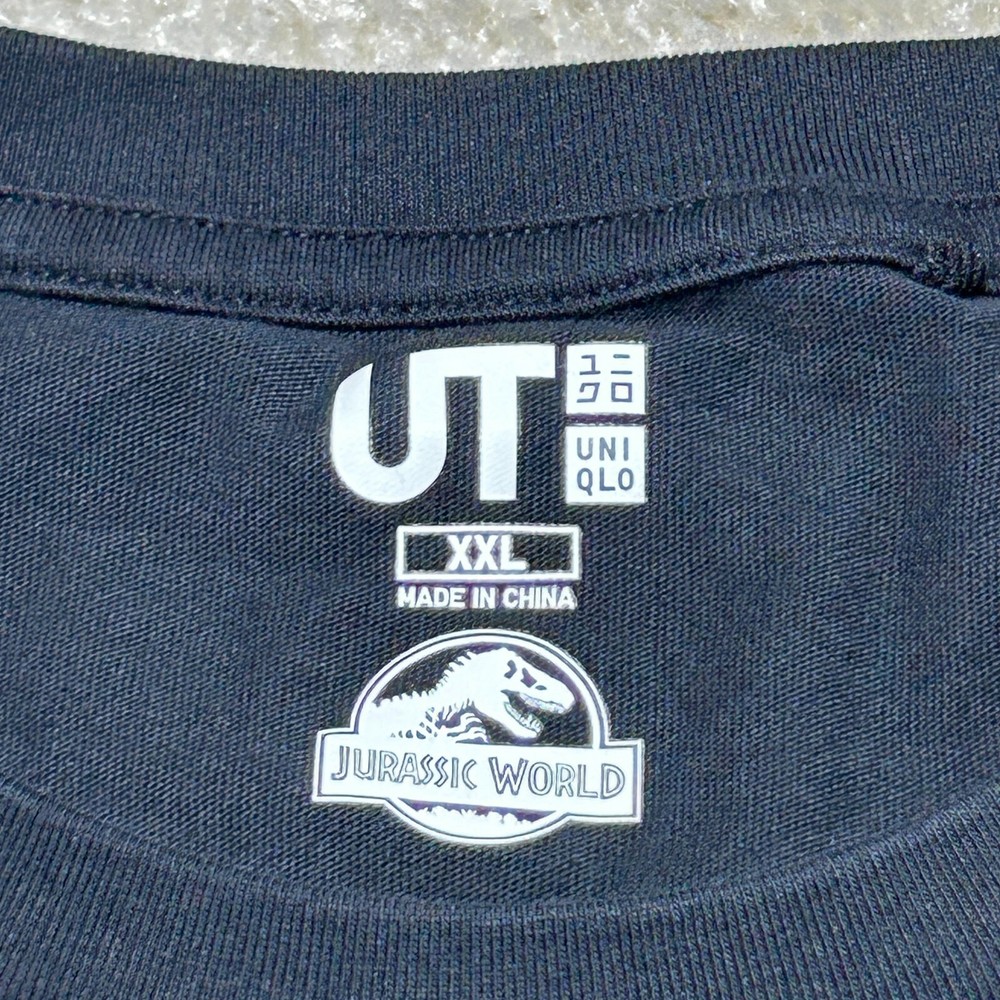 UT
ユニ
クロ
UNI
QLO
XXL
MADE IN CHINA
JURASSIC WORLD